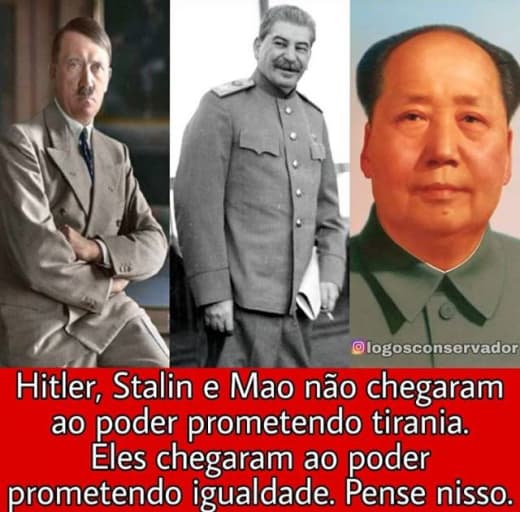 logosconservador
Hitler, Stalin e Mao não chegaram
ao poder prometendo tirania.
Eles chegaram ao poder
prometendo igualdade. Pense nisso.